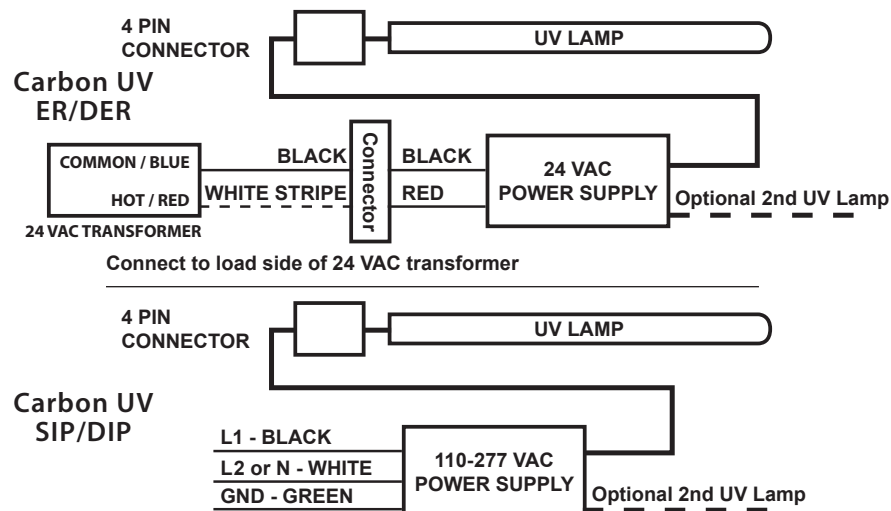 4 PIN
CONNECTOR
UV LAMP
Carbon UV
ER/DER
COMMON / BLUE
HOT / RED
24 VAC TRANSFORMER
BLACK
WHITE STRIPE
Connector
BLACK
RED
24 VAC
POWER SUPPLY
Optional 2nd UV Lamp
Connect to load side of 24 VAC transformer
4 PIN
CONNECTOR
UV LAMP
Carbon UV
SIP/DIP
L1 - BLACK
L2 or N - WHITE
GND - GREEN
110-277 VAC
POWER SUPPLY
Optional 2nd UV Lamp